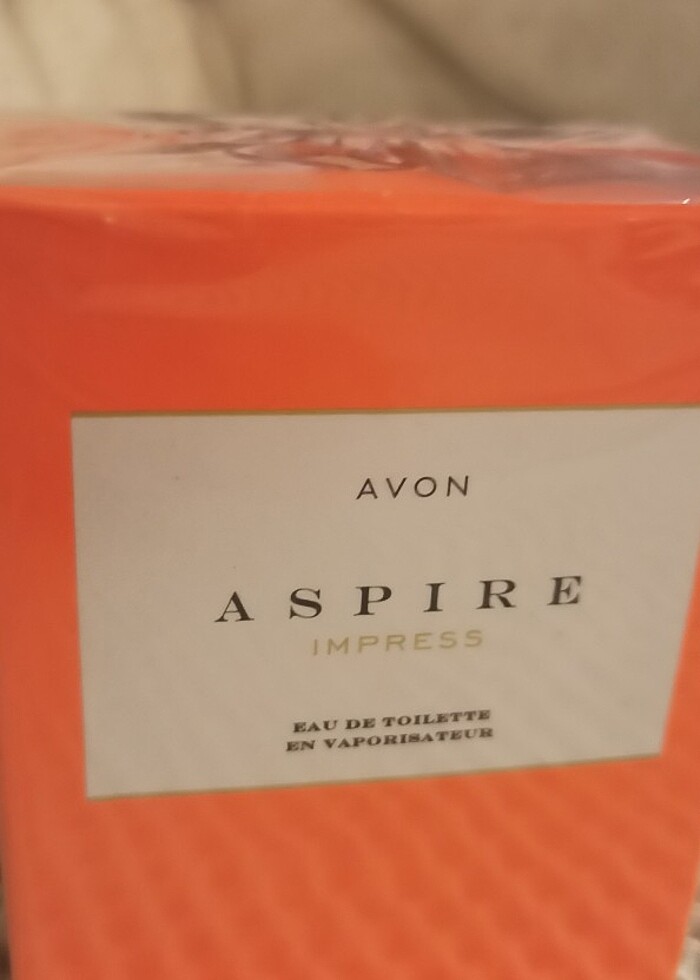 AVON
ASPIRE
IMPRESS
EAU DE TOILETTE
EN VAPORISATEUR